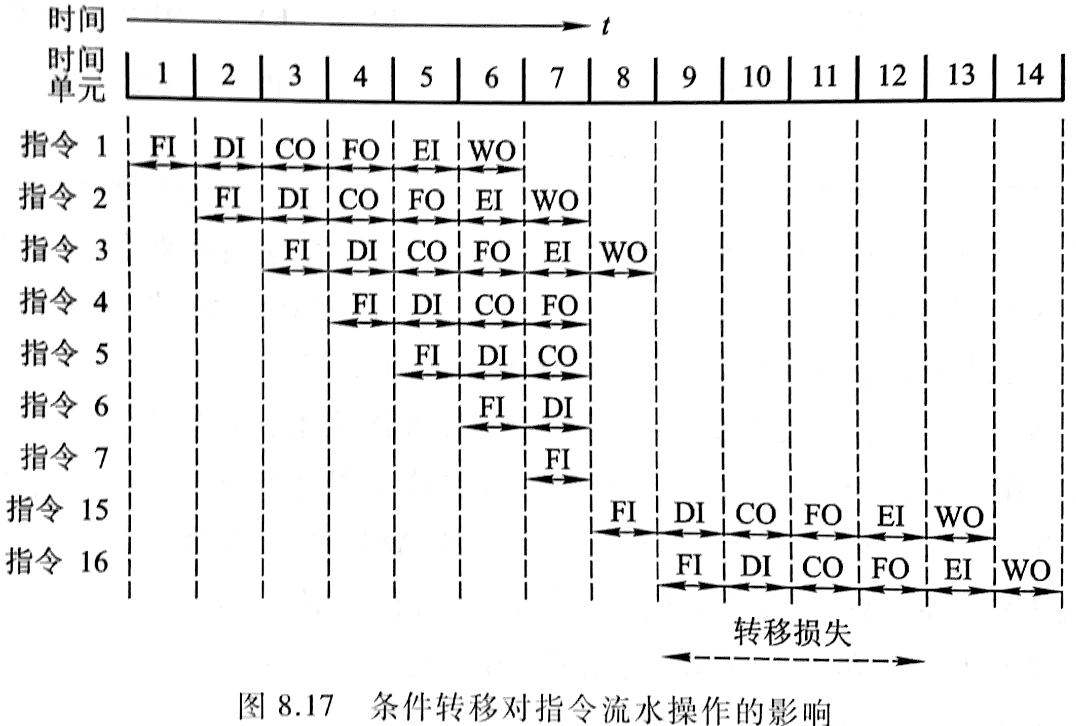 时间 t
时间
单元 1 2 3 4 5 6 7 8 9 10 11 12 13 14
指令 1 FI DI CO FO EI WO
指令 2 FI DI CO FO EI WO
指令 3 FI DI CO FO EI WO
指令 4 FI DI CO FO
指令 5 FI DI CO
指令 6 FI DI
指令 7 FI
指令 15 FI DI CO FO EI WO
指令 16 FI DI CO FO EI WO
转移损失
图 8.17 条件转移对指令流水操作的影响